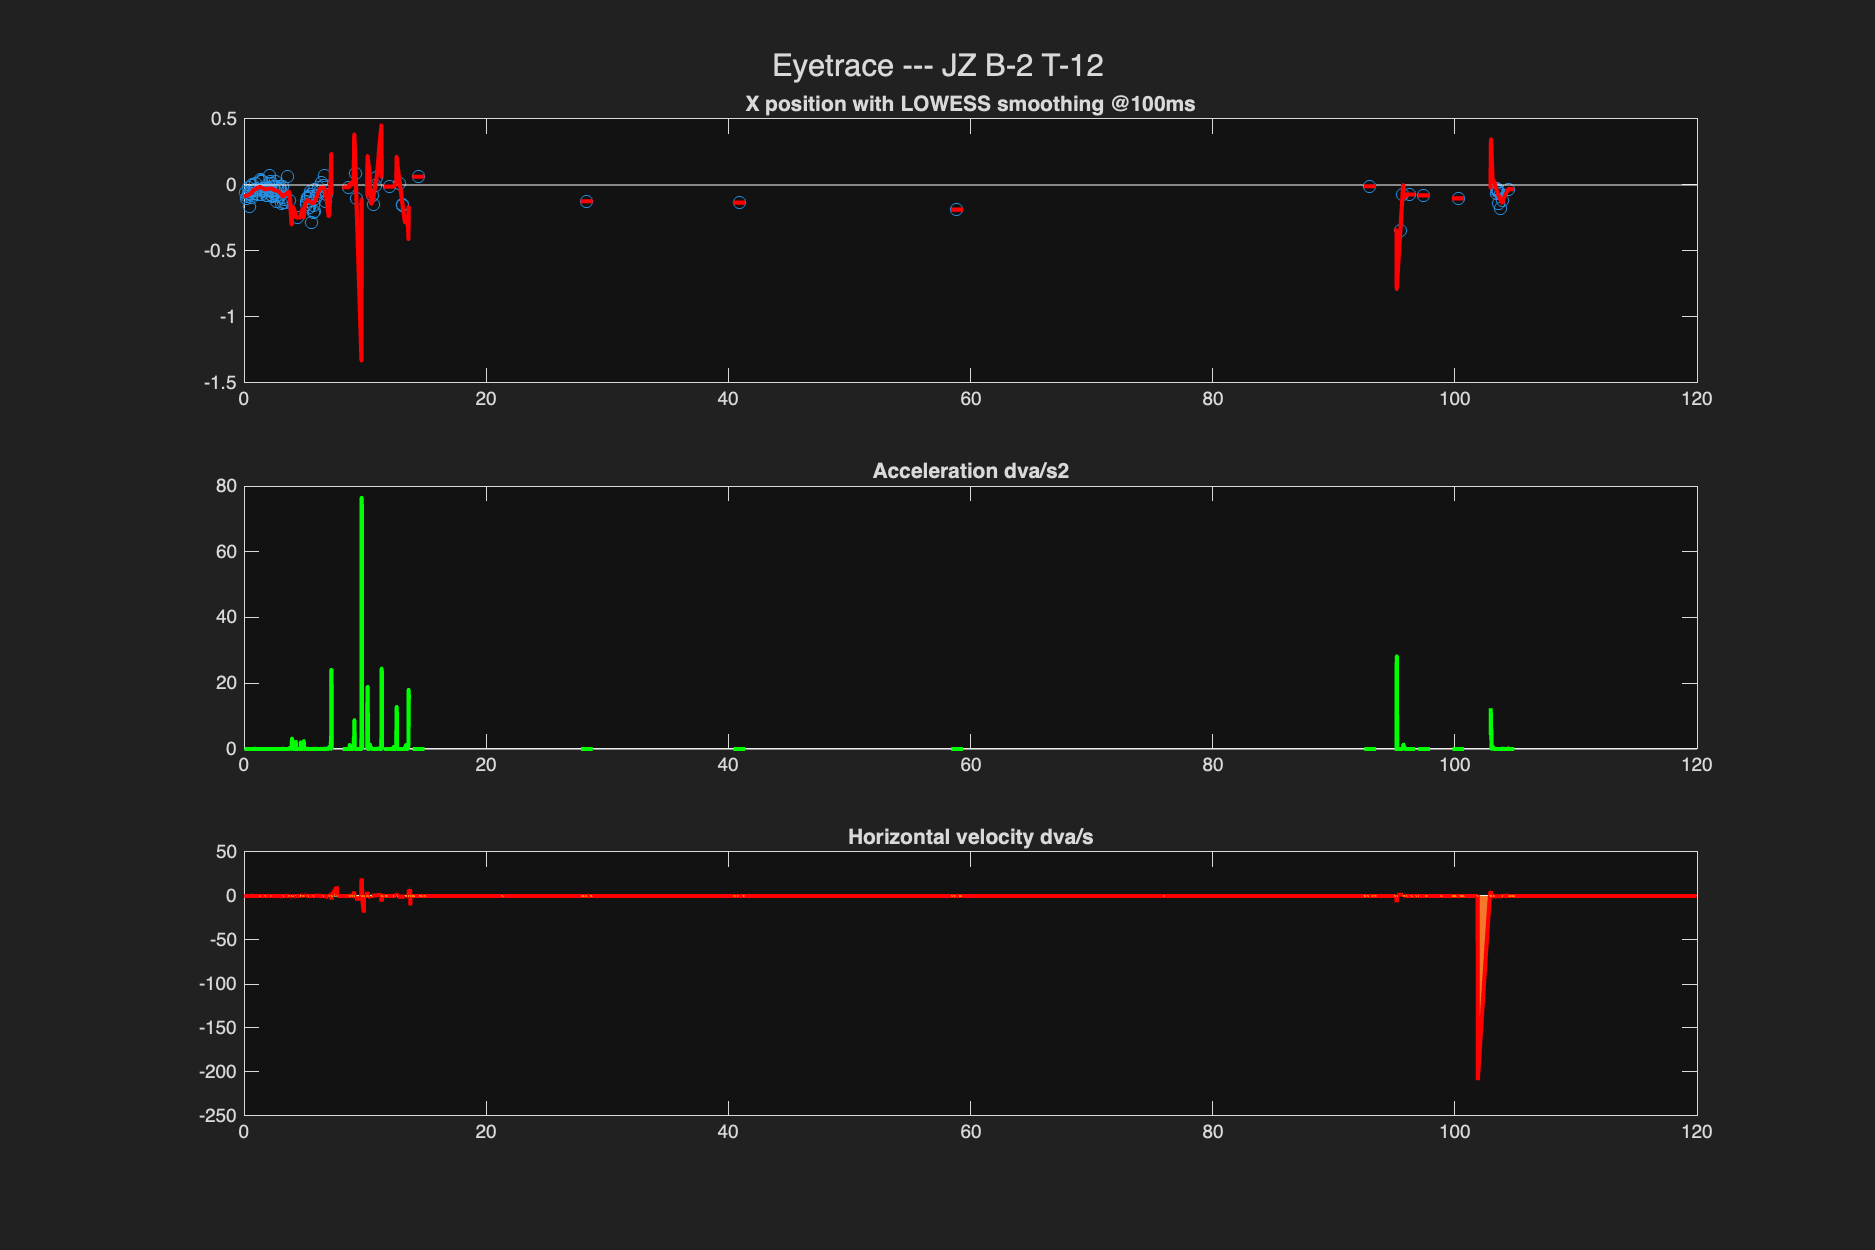 Eyetrace --- JZ B-2 T-12
X position with LOWESS smoothing @100ms
0.5
0
-0.5
-1
-1.5
0 20 40 60 80 100 120
Acceleration dva/s2
80
60
40
20
0
0 20 40 60 80 100 120
Horizontal velocity dva/s
50
0
-50
-100
-150
-200
-250
0 20 40 60 80 100 120